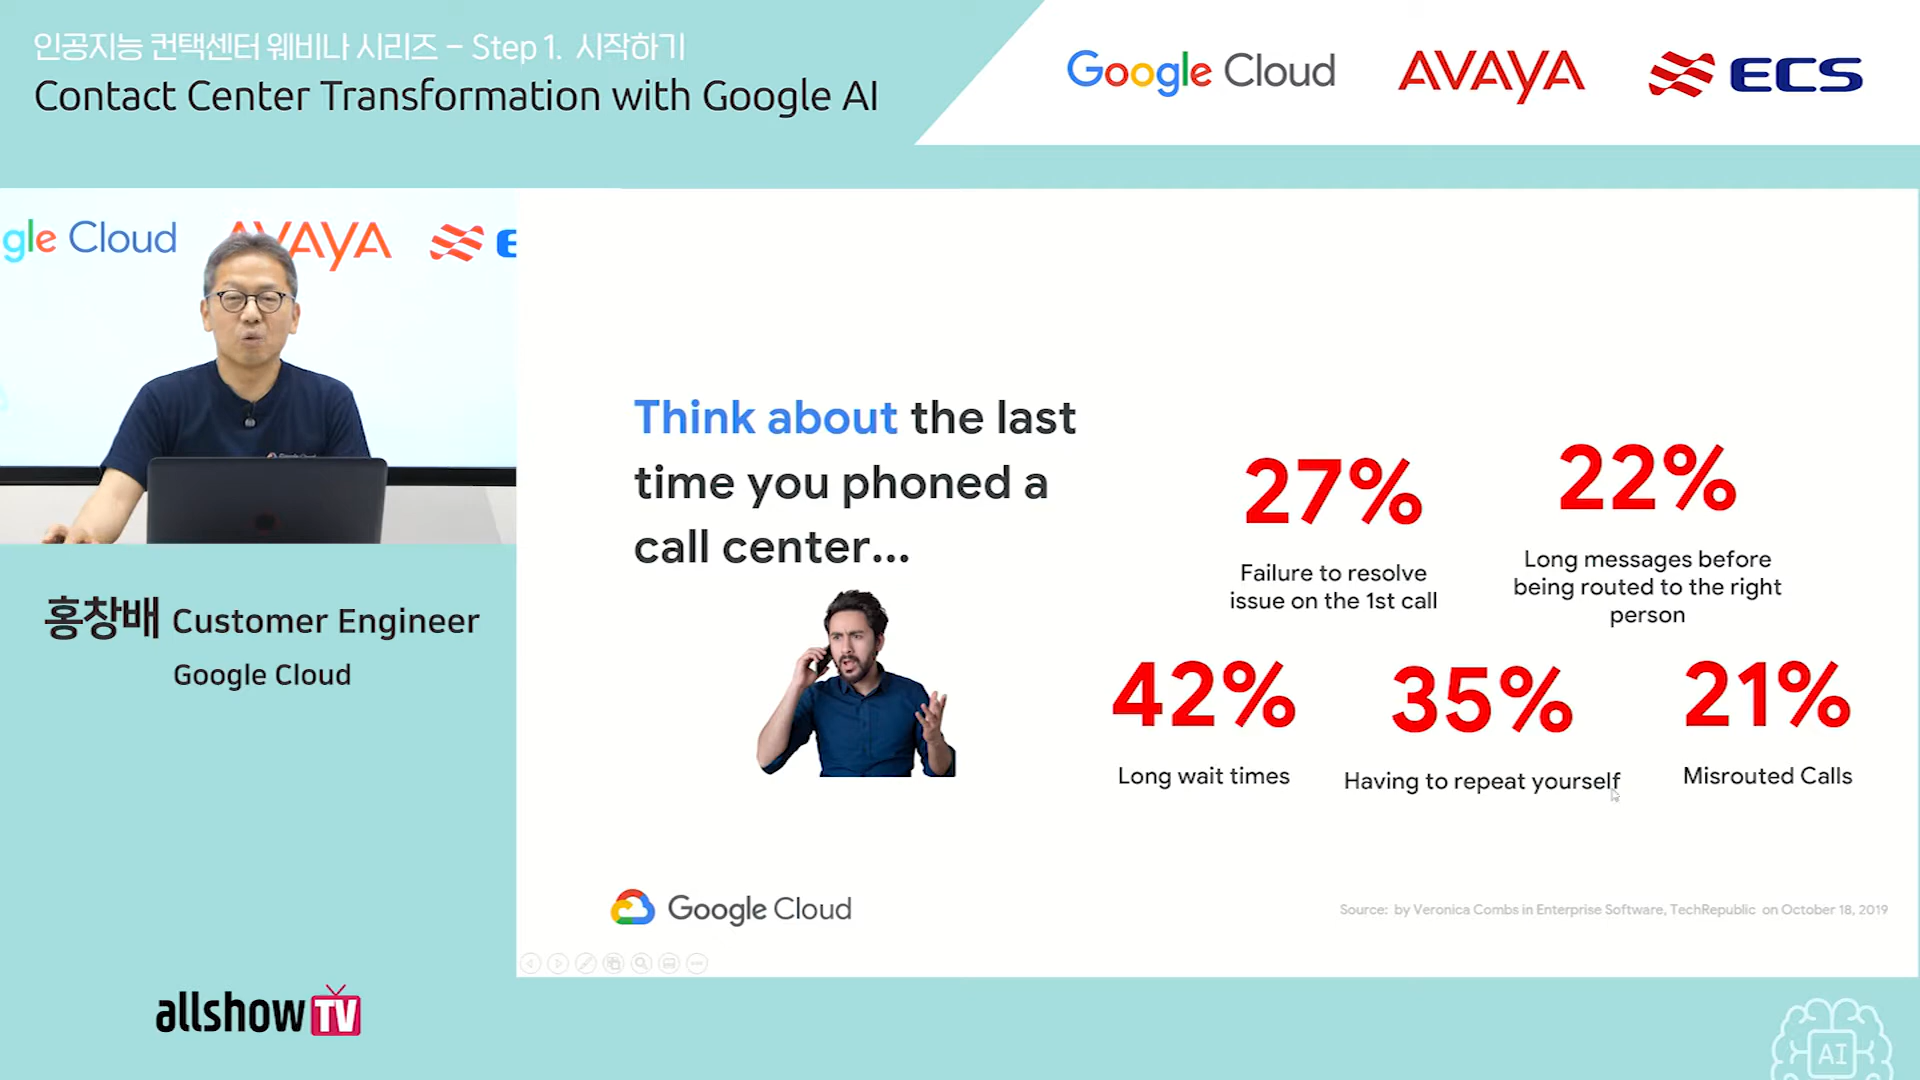 인공지능 컨택센터 웨비나 시리즈 – Step 1. 시작하기
Contact Center Transformation with Google AI
Google Cloud
AVAYA
ECS
gle Cloud
AVAYA
홍창배 Customer Engineer
Google Cloud
allshowTV
Think about the last
time you phoned a
call center...
27%
Failure to resolve
issue on the 1st call
22%
Long messages before
being routed to the right
person
42%
Long wait times
35%
Having to repeat yourself
21%
Misrouted Calls
Google Cloud
Source: by Veronica Combs in Enterprise Software, TechRepublic on October 18, 2019
AI